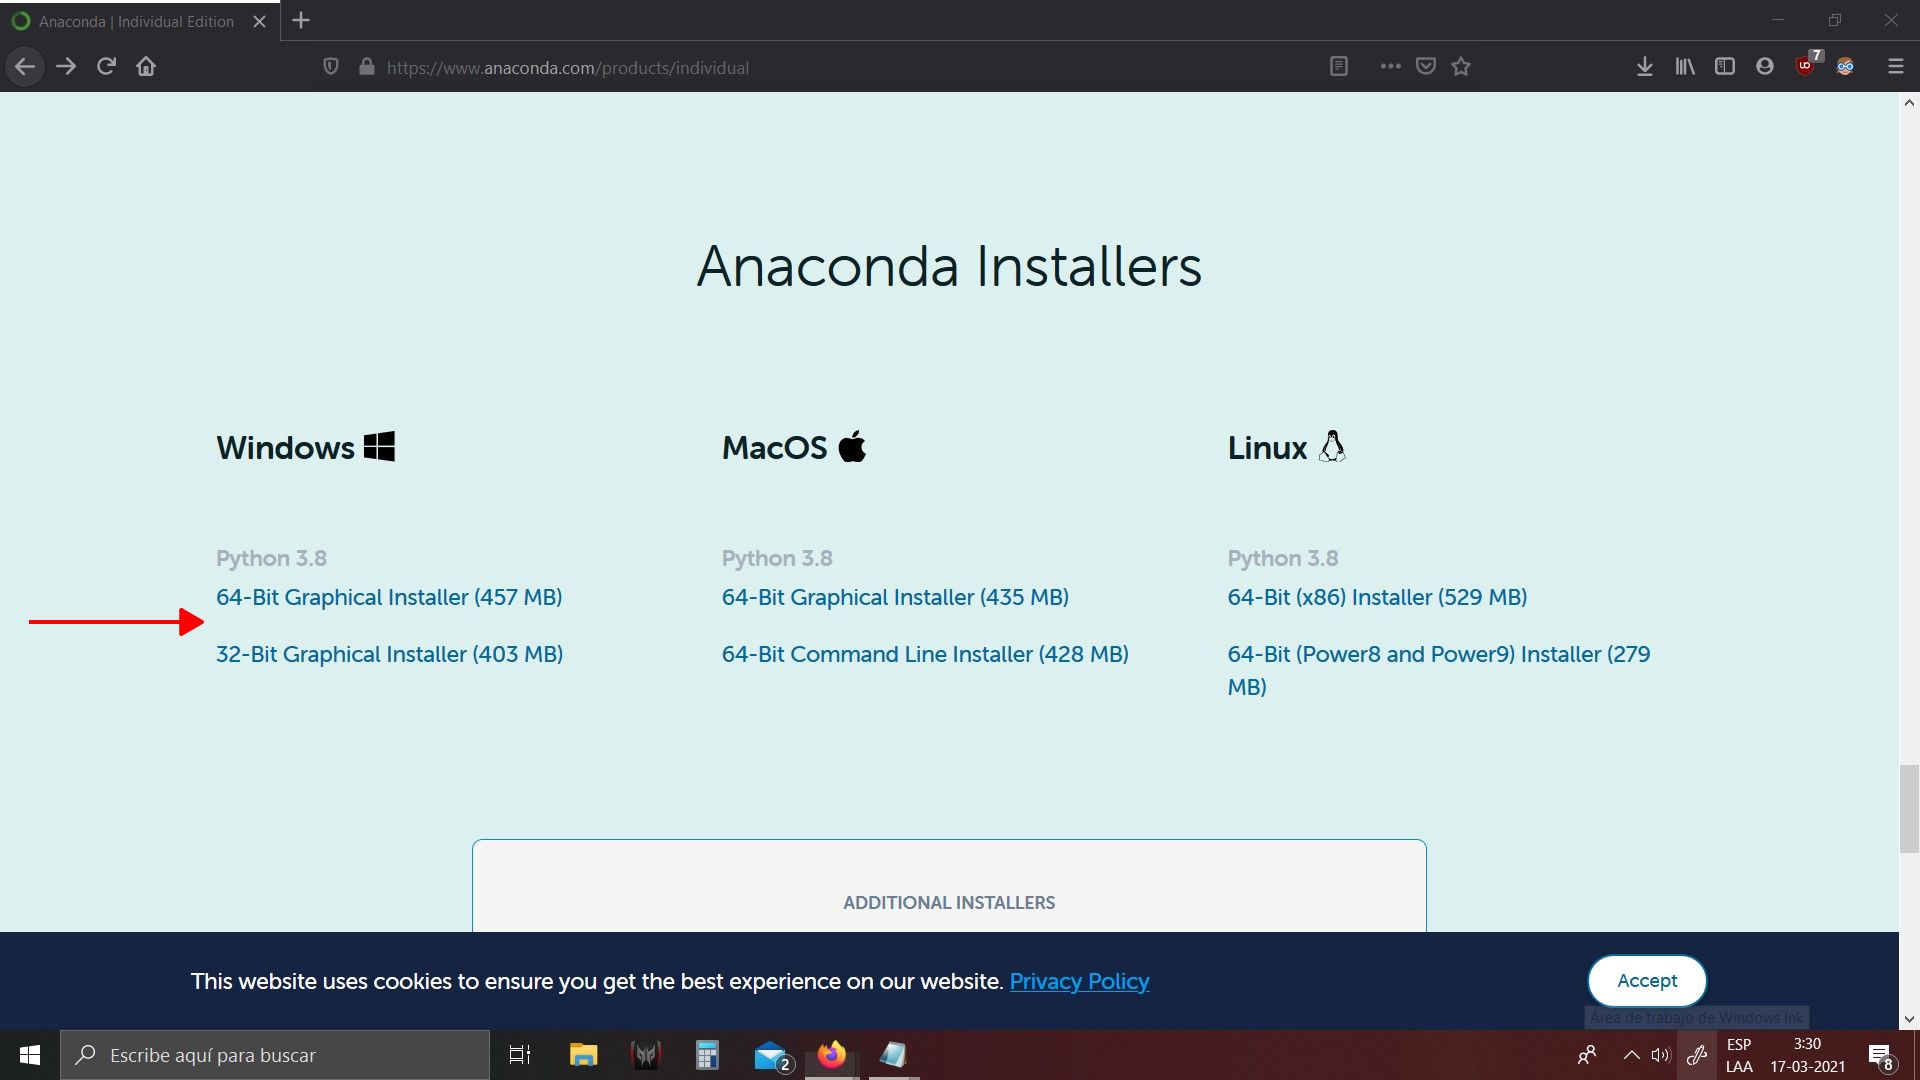 Anaconda | Individual Edition
https://www.anaconda.com/products/individual
7
Anaconda Installers
Windows
MacOS
Linux
Python 3.8
64-Bit Graphical Installer (457 MB)
32-Bit Graphical Installer (403 MB)
Python 3.8
64-Bit Graphical Installer (435 MB)
64-Bit Command Line Installer (428 MB)
Python 3.8
64-Bit (x86) Installer (529 MB)
64-Bit (Power8 and Power9) Installer (279
MB)
ADDITIONAL INSTALLERS
This website uses cookies to ensure you get the best experience on our website. Privacy Policy
Accept
Área de trabajo de Windows Ink
Escribe aquí para buscar
2
ESP
LAA
3:30
17-03-2021
8